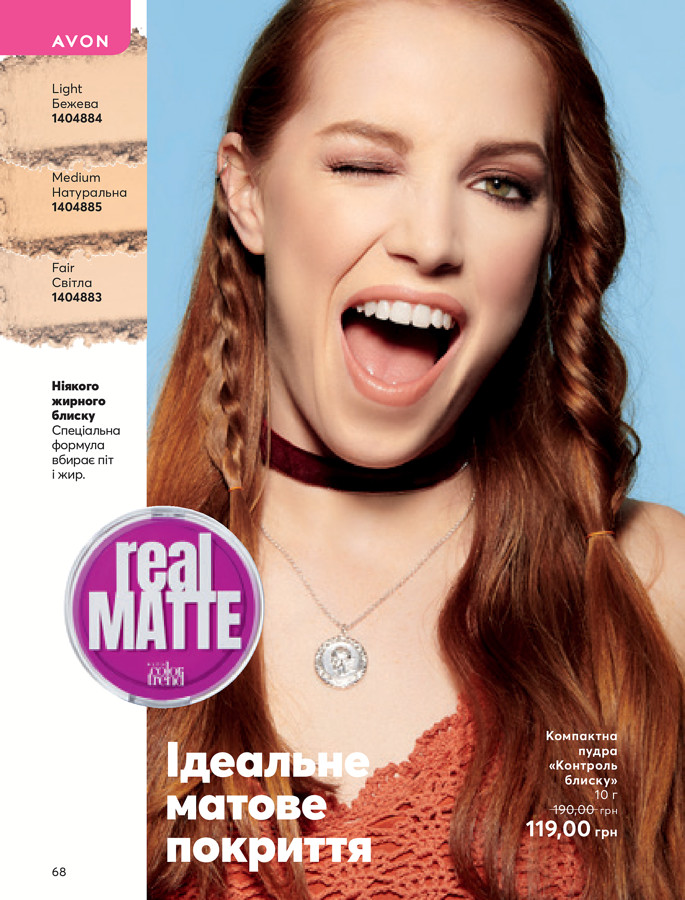 AVON
Light
Бежева
1404884
Medium
Натуральна
1404885
Fair
Світла
1404883
Ніякого
жирного
блиску
Спеціальна
формула
вбирає піт
і жир.
real
MATTE
AVON
color
trend
Ідеальне
матове
покриття
Компактна
пудра
«Контроль
блиску»
10 г
190,00 грн
119,00 грн
68